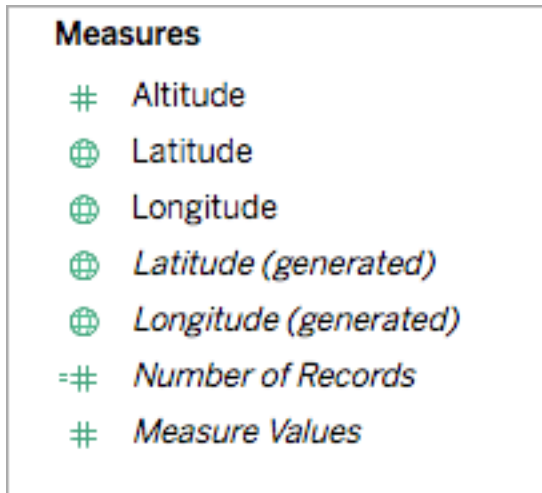 Measures
Altitude
Latitude
Longitude
Latitude (generated)
Longitude (generated)
Number of Records
Measure Values